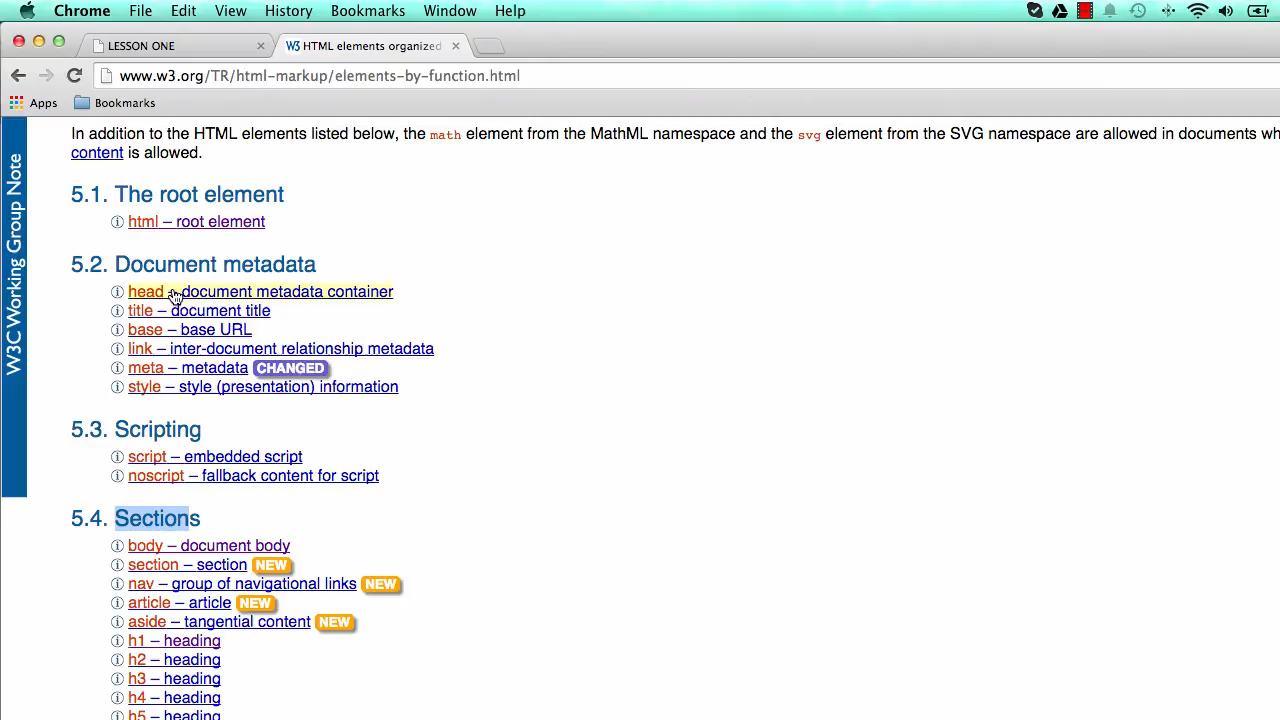 Chrome File Edit View History Bookmarks Window Help
LESSON ONE
W3 HTML elements organized
www.w3.org/TR/html-markup/elements-by-function.html
Apps Bookmarks
W3C Working Group Note
In addition to the HTML elements listed below, the math element from the MathML namespace and the svg element from the SVG namespace are allowed in documents wh
content is allowed.
5.1. The root element
html – root element
5.2. Document metadata
head – document metadata container
title – document title
base – base URL
link – inter-document relationship metadata
meta – metadata CHANGED
style – style (presentation) information
5.3. Scripting
script – embedded script
noscript – fallback content for script
5.4. Sections
body – document body
section – section NEW
nav – group of navigational links NEW
article – article NEW
aside – tangential content NEW
h1 – heading
h2 – heading
h3 – heading
h4 – heading
h5 – heading